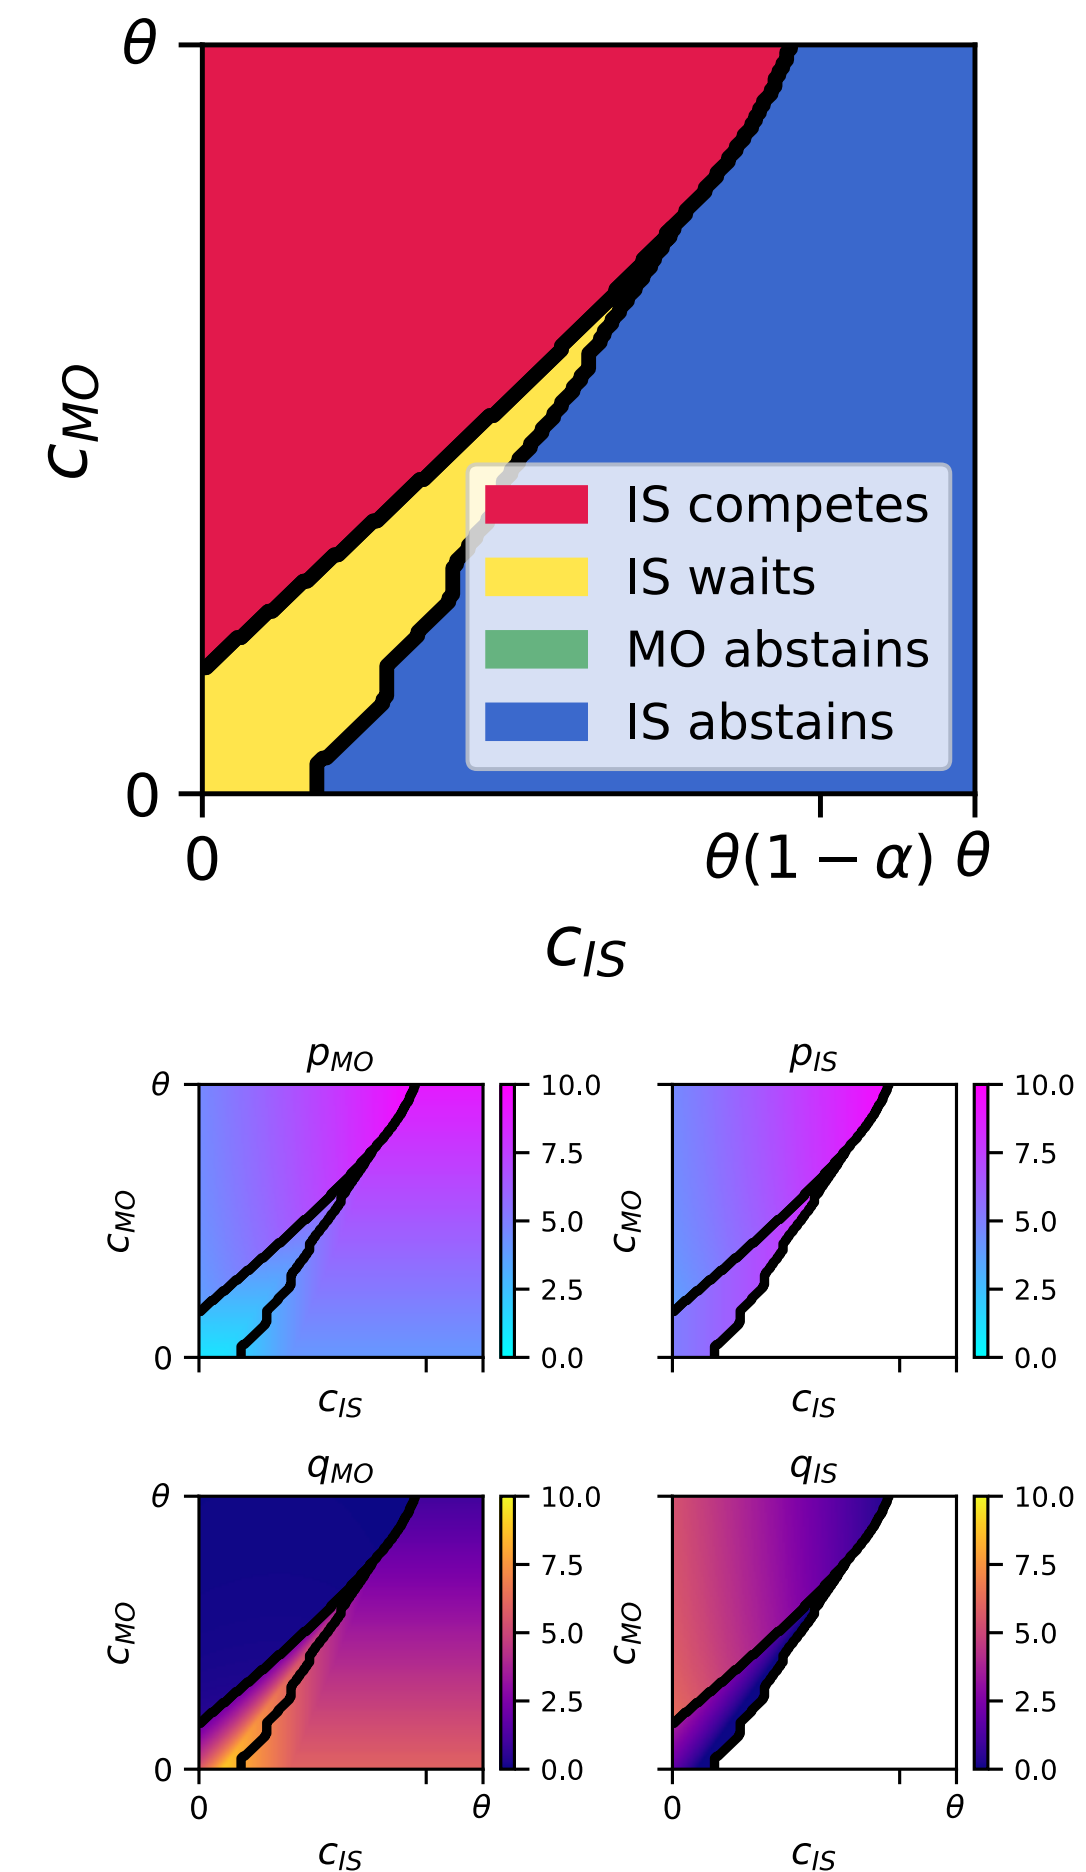 θ
c_MO
IS competes
IS waits
MO abstains
IS abstains
0
0 θ(1 − α) θ
c_IS
p_MO
p_IS
θ
10.0
10.0
7.5
7.5
c_MO
5.0
c_MO
5.0
2.5
2.5
0
0.0
0.0
c_IS
c_IS
q_MO
q_IS
θ
10.0
10.0
7.5
7.5
c_MO
5.0
c_MO
5.0
2.5
2.5
0
0.0
0.0
0 θ
0 θ
c_IS
c_IS